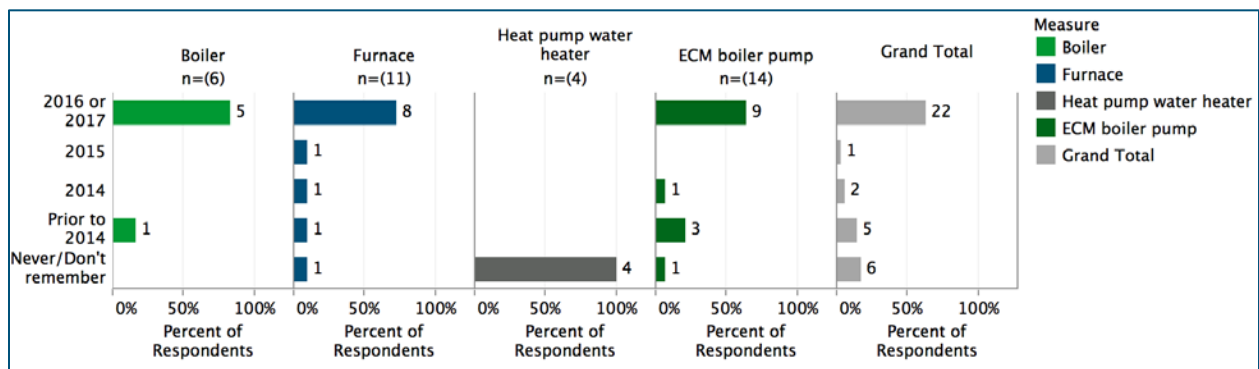 Boiler
n=(6)
Furnace
n=(11)
Heat pump water
heater
n=(4)
ECM boiler pump
n=(14)
Grand Total
Measure
Boiler
Furnace
Heat pump water heater
ECM boiler pump
Grand Total
2016 or
2017
5
8
9
22
2015
1
1
2014
1
1
2
Prior to
2014
1
1
3
5
Never/Don't
remember
1
4
1
6
0% 50% 100%
0% 50% 100%
0% 50% 100%
0% 50% 100%
0% 50% 100%
Percent of
Respondents
Percent of
Respondents
Percent of
Respondents
Percent of
Respondents
Percent of
Respondents